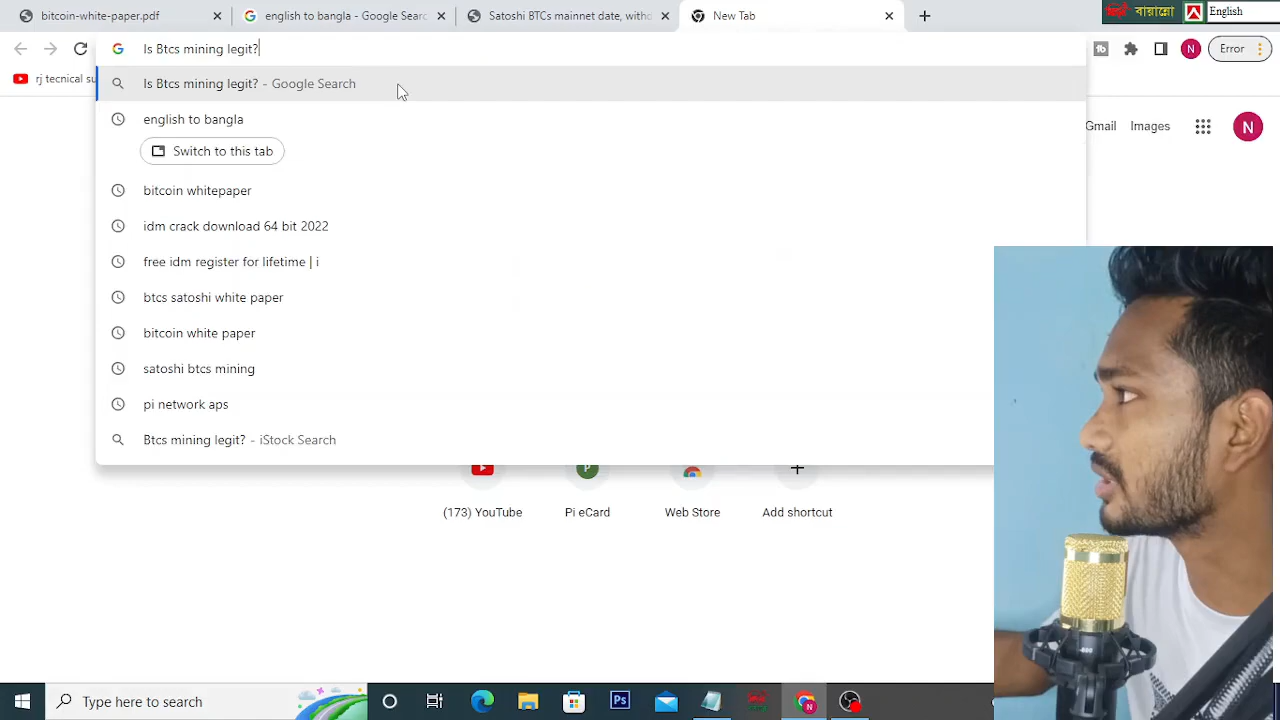 bitcoin-white-paper.pdf
english to bangla - Google Search
Satoshi BTCs mainnet date, witho
New Tab
বায়ান্নো
English
Is Btcs mining legit?
Error
rj tecnical su
Is Btcs mining legit? - Google Search
english to bangla
Switch to this tab
Gmail Images
N
bitcoin whitepaper
idm crack download 64 bit 2022
free idm register for lifetime | i
btcs satoshi white paper
bitcoin white paper
satoshi btcs mining
pi network aps
Btcs mining legit? - iStock Search
(173) YouTube
Pi eCard
Web Store
Add shortcut
Type here to search